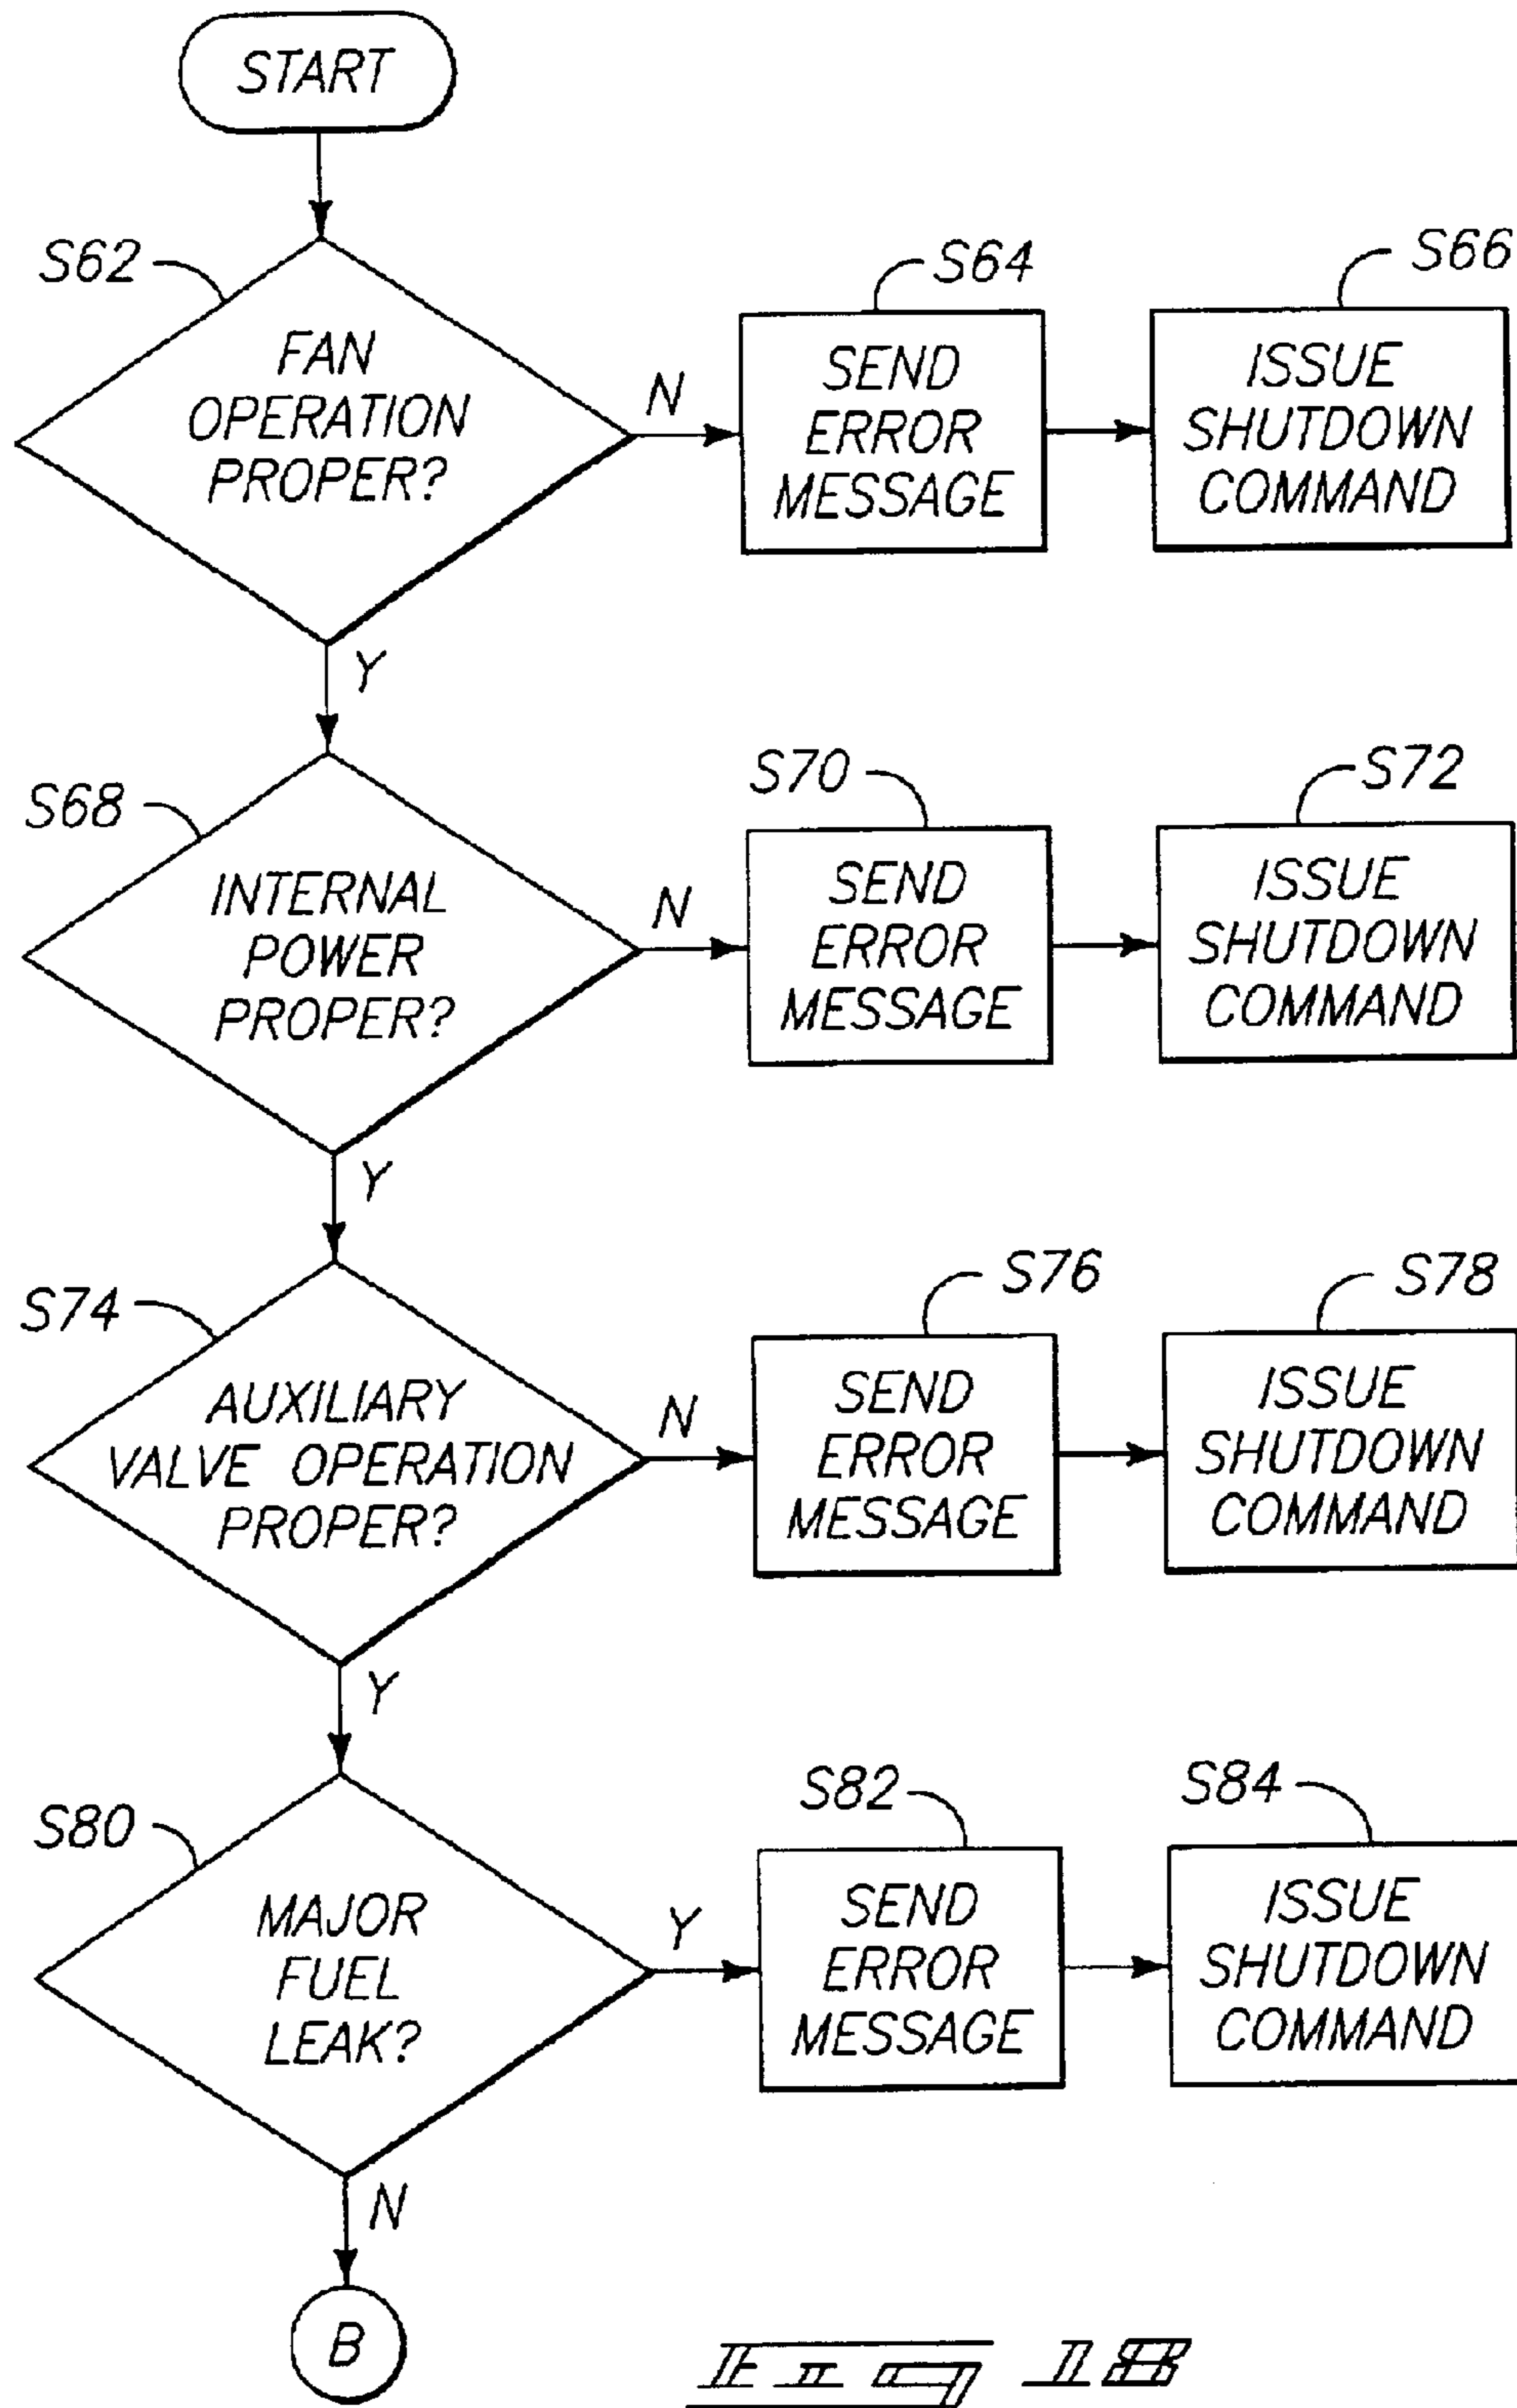 START
S62
FAN
OPERATION
PROPER?
N
S64
SEND
ERROR
MESSAGE
S66
ISSUE
SHUTDOWN
COMMAND
Y
S68
INTERNAL
POWER
PROPER?
N
S70
SEND
ERROR
MESSAGE
S72
ISSUE
SHUTDOWN
COMMAND
Y
S74
AUXILIARY
VALVE OPERATION
PROPER?
N
S76
SEND
ERROR
MESSAGE
S78
ISSUE
SHUTDOWN
COMMAND
Y
S80
MAJOR
FUEL
LEAK?
Y
S82
SEND
ERROR
MESSAGE
S84
ISSUE
SHUTDOWN
COMMAND
N
B
Fig 18